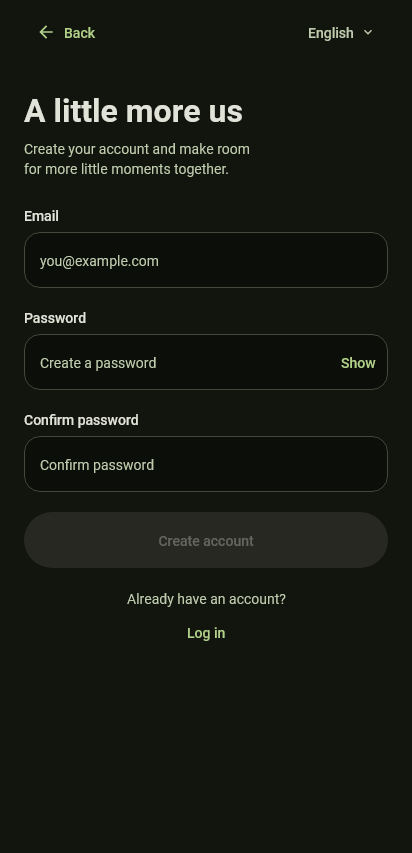 Back
English
A little more us
Create your account and make room
for more little moments together.
Email
you@example.com
Password
Create a password
Show
Confirm password
Confirm password
Create account
Already have an account?
Log in